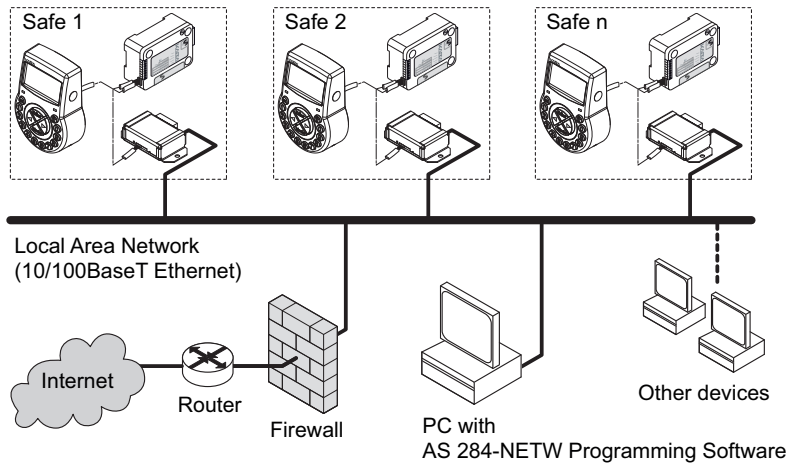 Safe 1
Safe 2
Safe n
Local Area Network
(10/100BaseT Ethernet)
Internet
Router
Firewall
PC with
AS 284-NETW Programming Software
Other devices